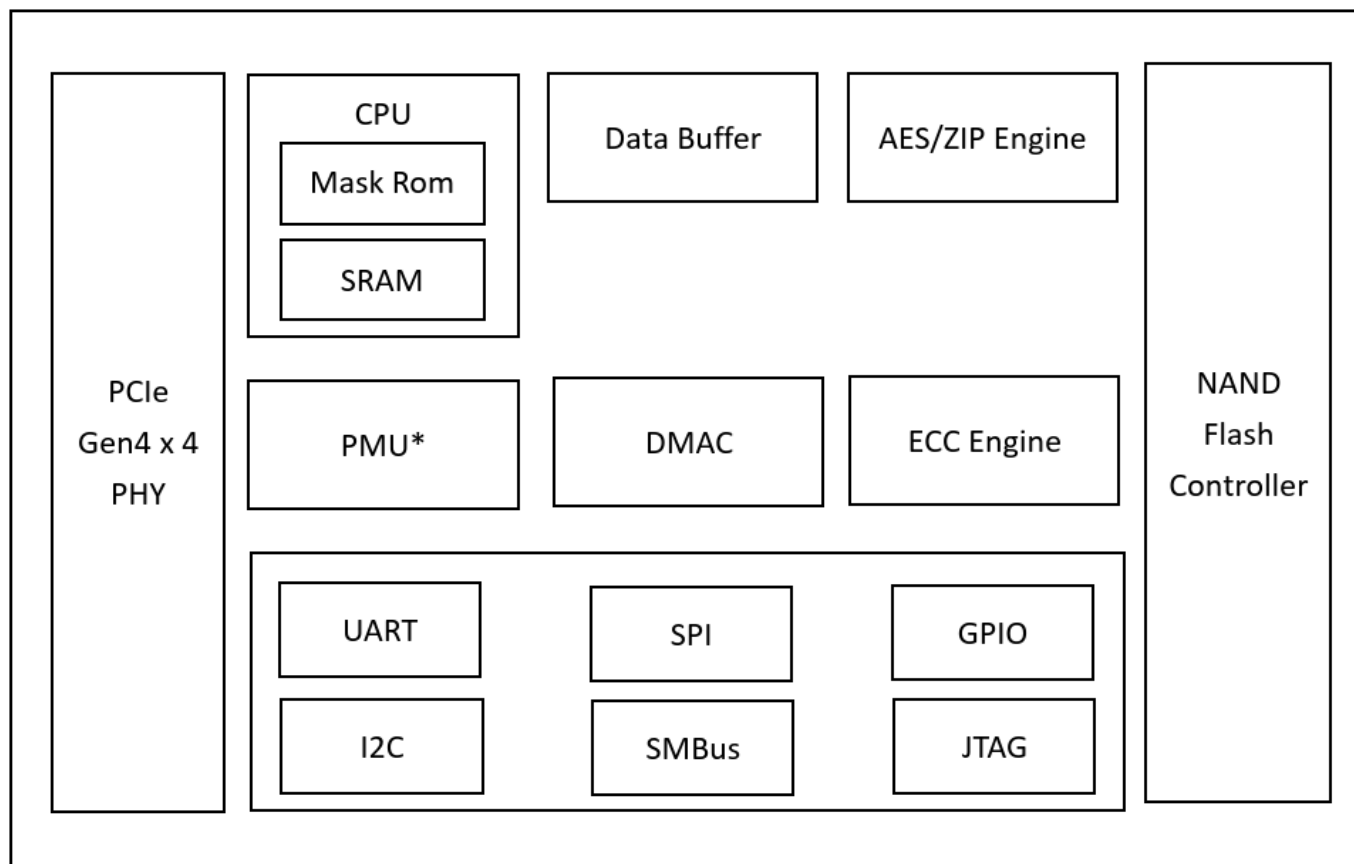 CPU
Mask Rom
SRAM
Data Buffer
AES/ZIP Engine
PCIe
Gen4 x 4
PHY
PMU*
DMAC
ECC Engine
NAND
Flash
Controller
UART
SPI
GPIO
I2C
SMBus
JTAG